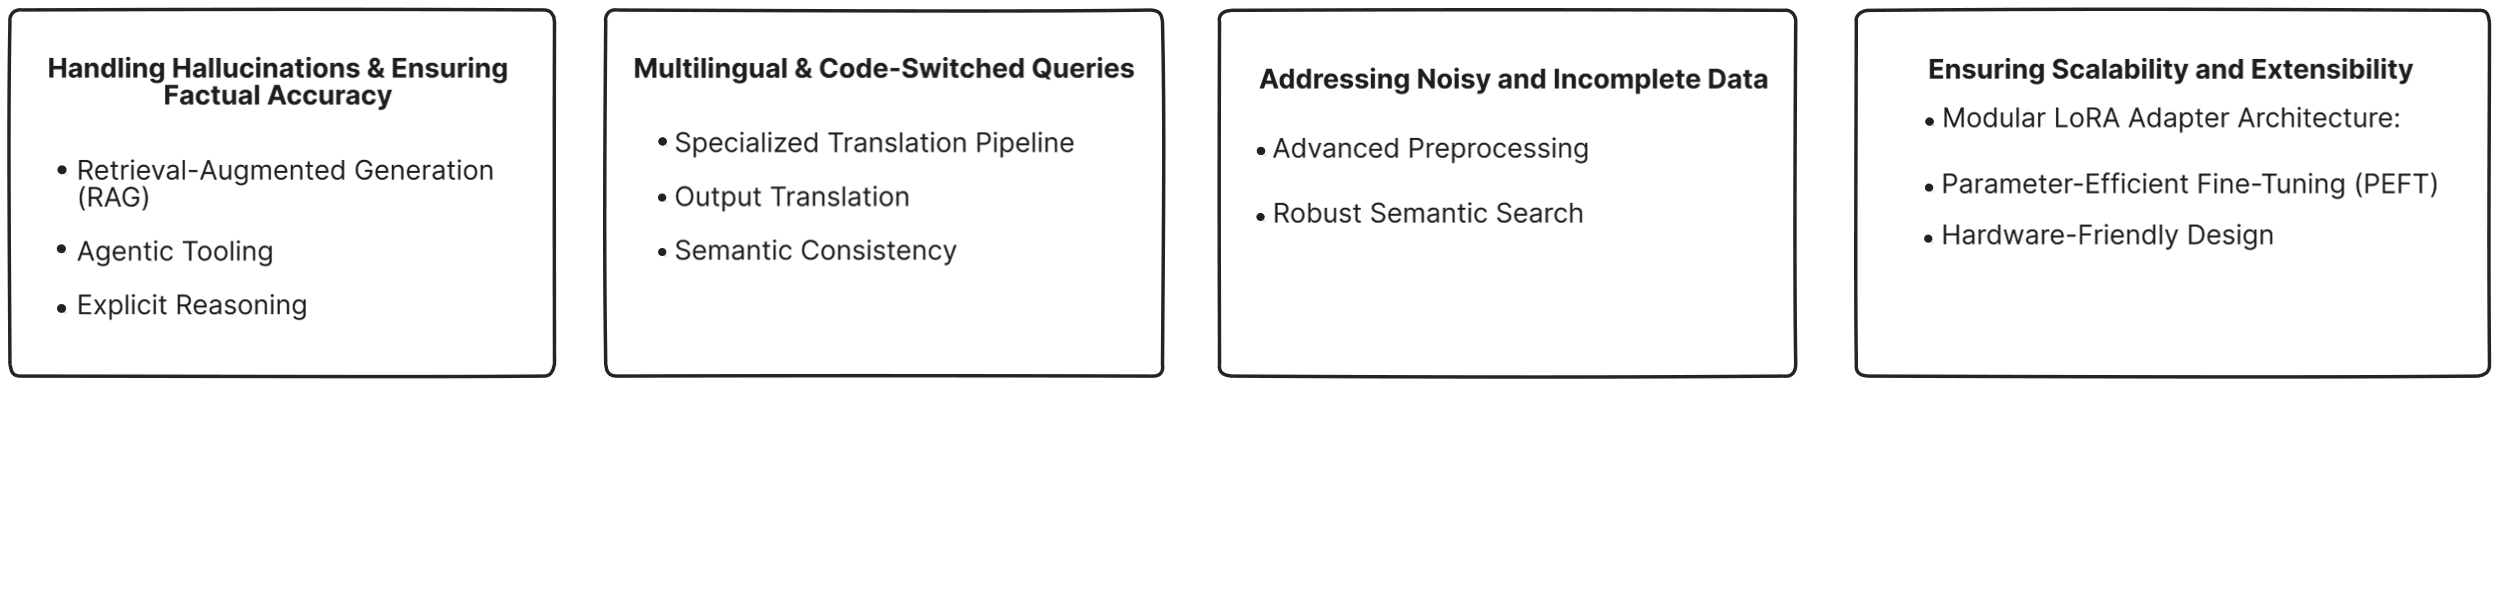 Handling Hallucinations & Ensuring
Factual Accuracy
• Retrieval-Augmented Generation
(RAG)
• Agentic Tooling
• Explicit Reasoning
Multilingual & Code-Switched Queries
• Specialized Translation Pipeline
• Output Translation
• Semantic Consistency
Addressing Noisy and Incomplete Data
• Advanced Preprocessing
• Robust Semantic Search
Ensuring Scalability and Extensibility
• Modular LoRA Adapter Architecture:
• Parameter-Efficient Fine-Tuning (PEFT)
• Hardware-Friendly Design